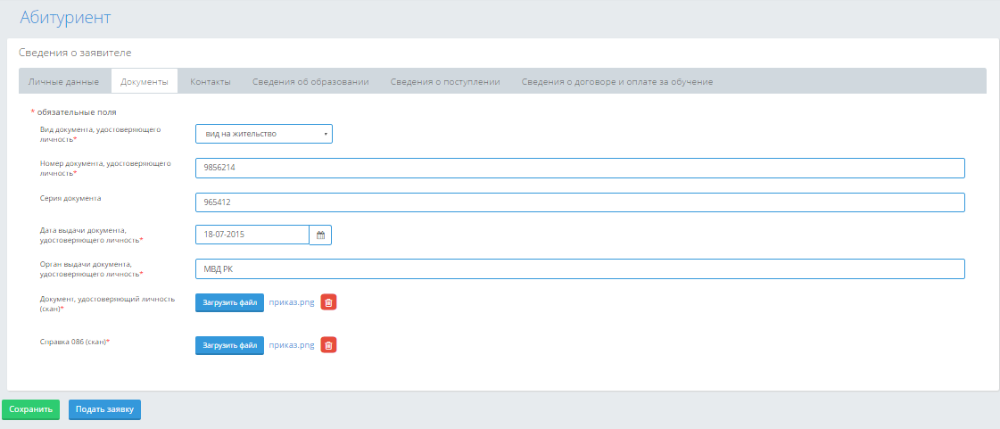 Абитуриент
Сведения о заявителе
Личные данные Документы Контакты Сведения об образовании Сведения о поступлении Сведения о договоре и оплате за обучение
* обязательные поля
Вид документа, удостоверяющего
личность*
вид на жительство
Номер документа, удостоверяющего
личность*
9856214
Серия документа
965412
Дата выдачи документа,
удостоверяющего личность*
18-07-2015
Орган выдачи документа,
удостоверяющего личность*
МВД РК
Документ, удостоверяющий личность
(скан)*
Загрузить файл приказ.png
Справка 086 (скан)*
Загрузить файл приказ.png
Сохранить Подать заявку